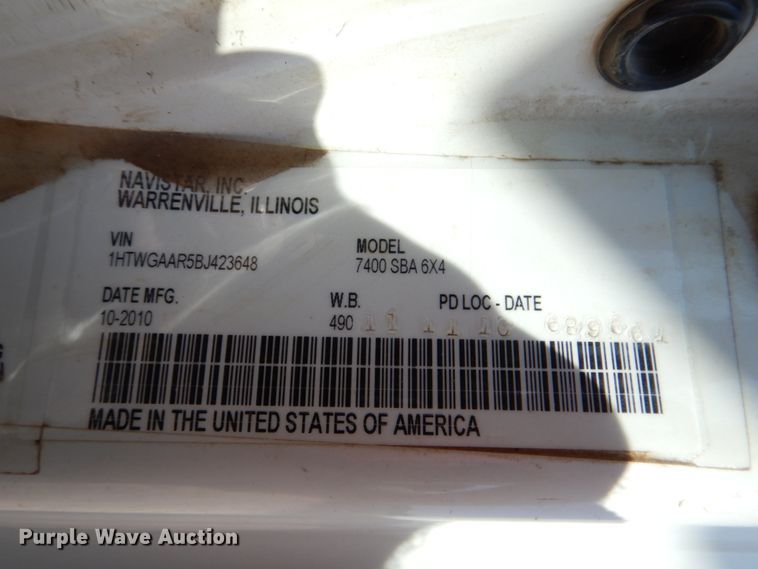 NAVISTAR, INC.
WARRENVILLE, ILLINOIS
VIN MODEL
1HTWGAAR5BJ423648 7400 SBA 6X4
DATE MFG. W.B. PD LOC - DATE
10-2010 490
MADE IN THE UNITED STATES OF AMERICA
Purple Wave Auction